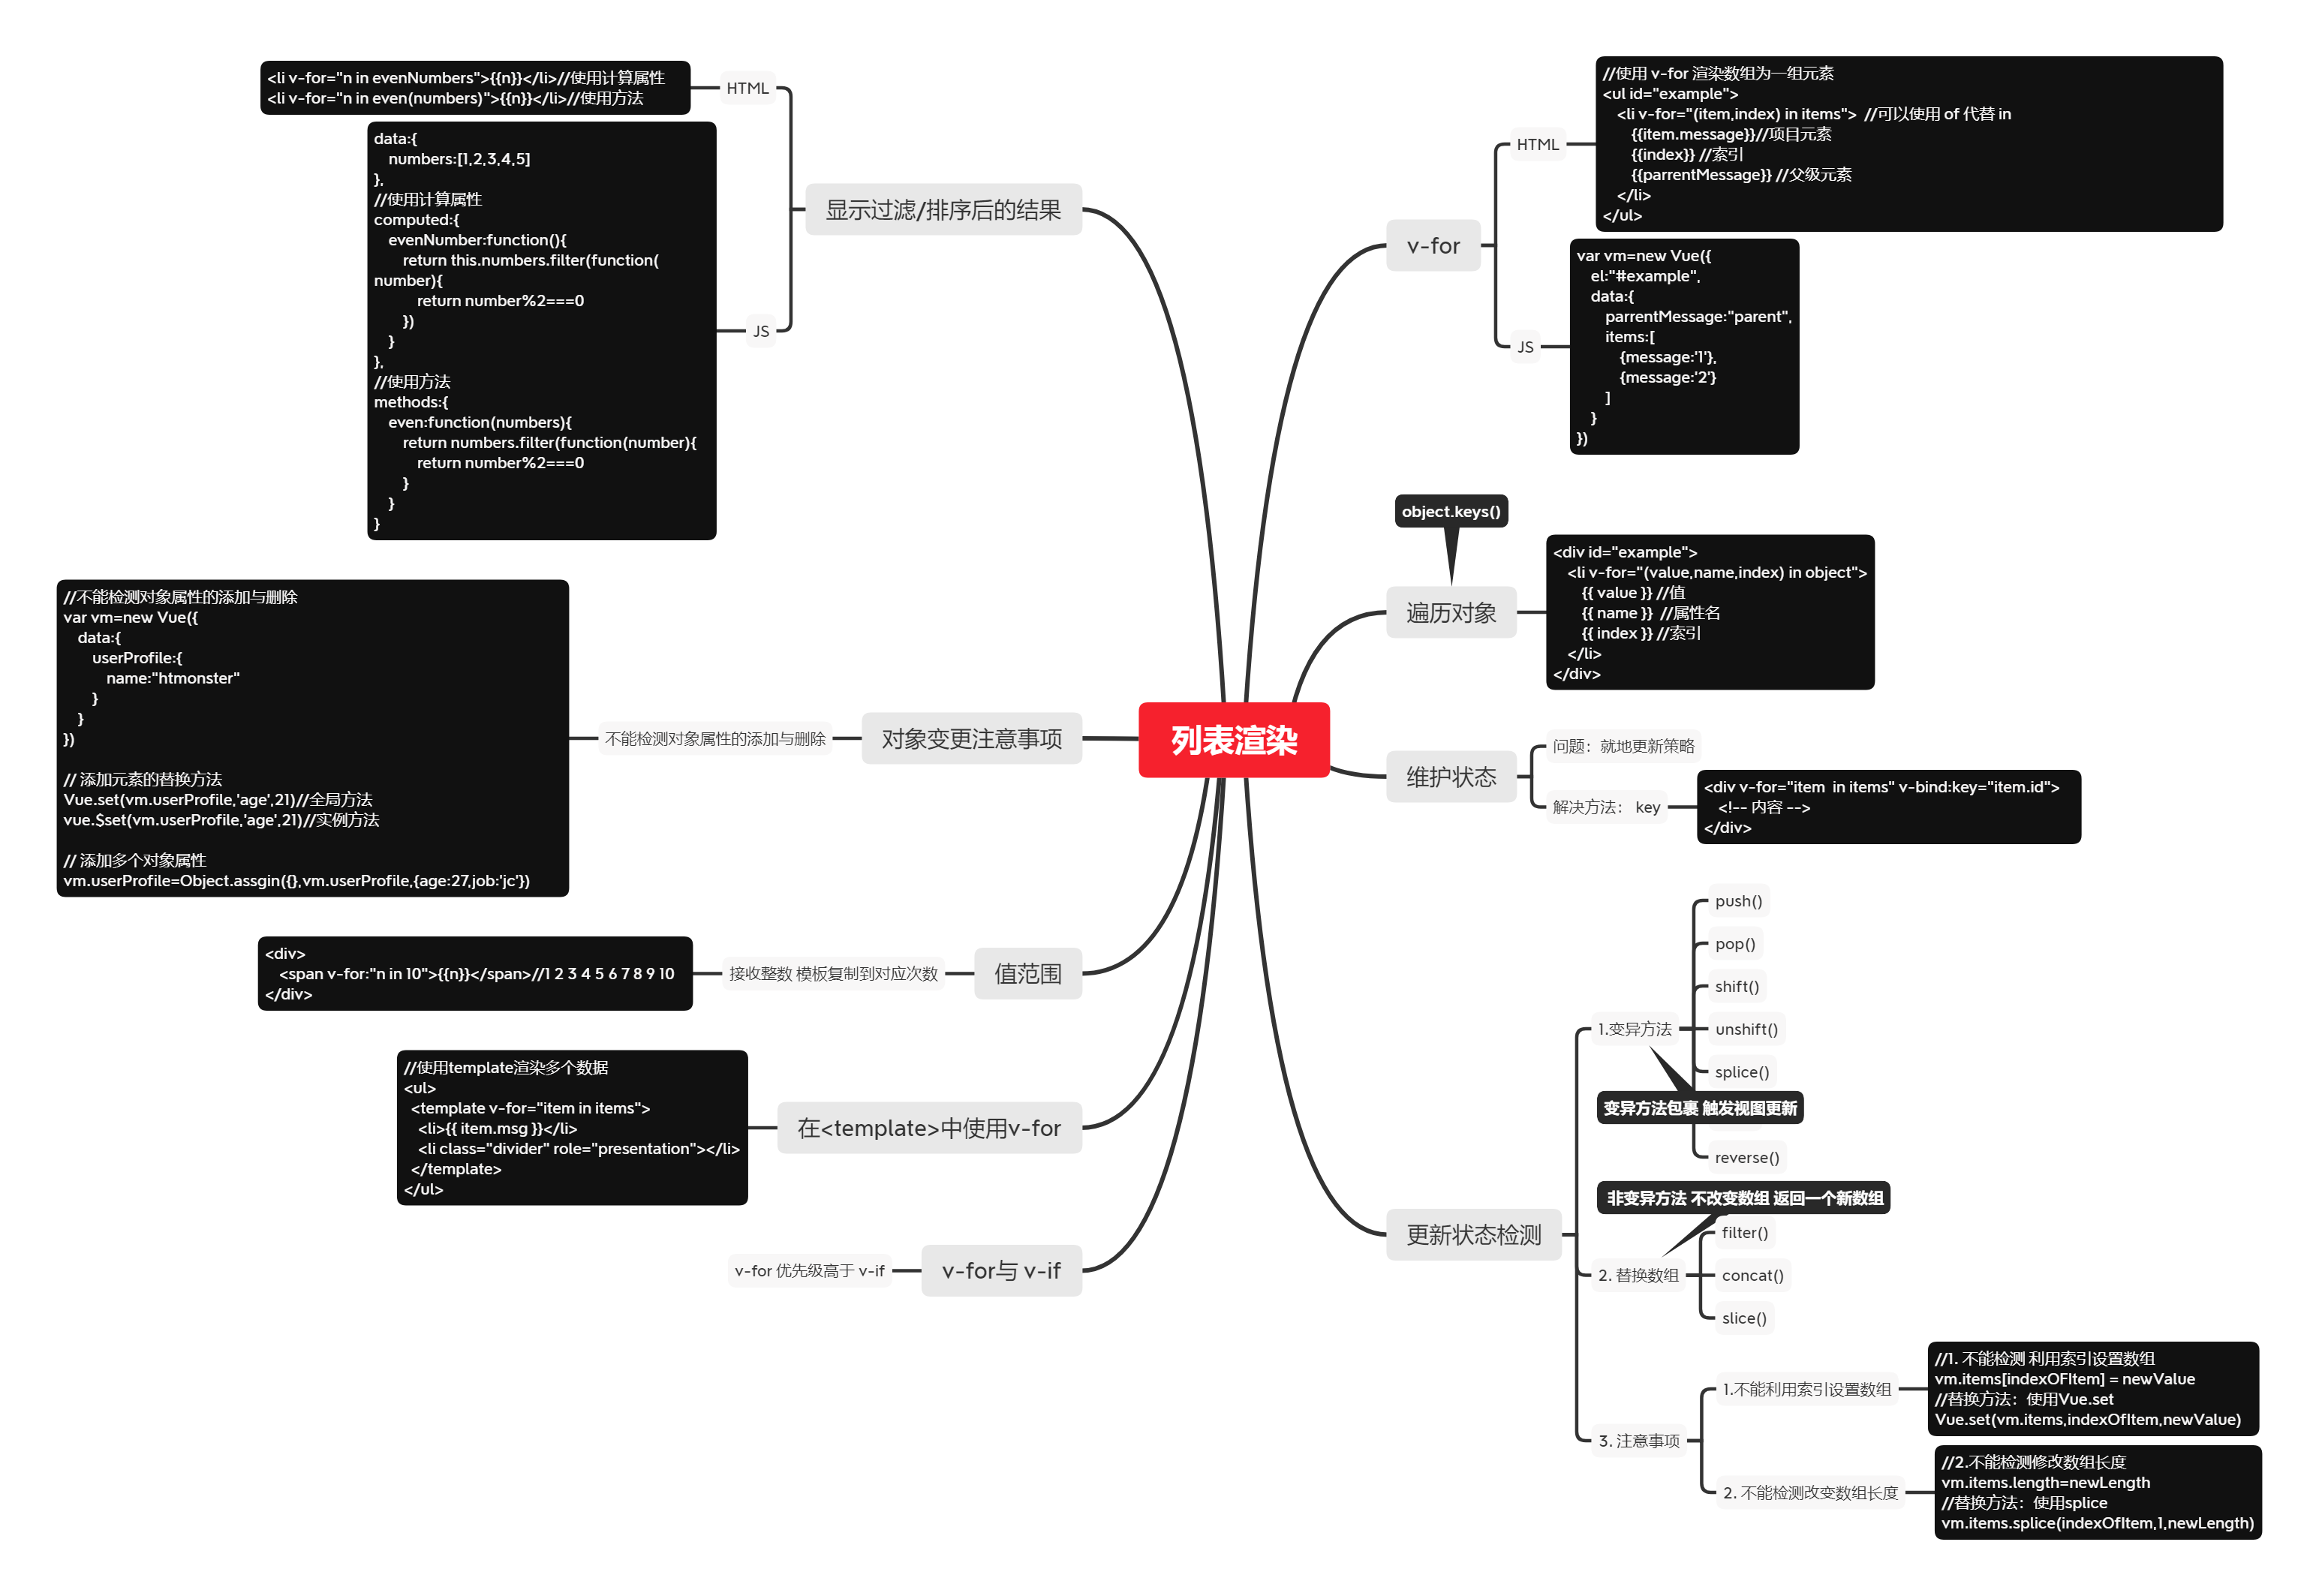 列表渲染
v-for
HTML
//使用 v-for 渲染数组为一组元素
<ul id="example">
<li v-for="(item,index) in items"> //可以使用 of 代替 in
{{item.message}}//项目元素
{{index}} //索引
{{parrentMessage}} //父级元素
</li>
</ul>
JS
var vm=new Vue({
el:"#example",
data:{
parrentMessage:"parent",
items:[
{message:'1'},
{message:'2'}
]
}
})
object.keys()
遍历对象
<div id="example">
<li v-for="(value,name,index) in object">
{{ value }} //值
{{ name }} //属性名
{{ index }} //索引
</li>
</div>
维护状态
问题：就地更新策略
解决方法： key
<div v-for="item in items" v-bind:key="item.id">
<!-- 内容 -->
</div>
更新状态检测
1.变异方法
变异方法包裹 触发视图更新
push()
pop()
shift()
unshift()
splice()
reverse()
2. 替换数组
非变异方法 不改变数组 返回一个新数组
filter()
concat()
slice()
3. 注意事项
1.不能利用索引设置数组
//1. 不能检测 利用索引设置数组
vm.items[indexOFItem] = newValue
//替换方法：使用Vue.set
Vue.set(vm.items,indexOfItem,newValue)
2. 不能检测改变数组长度
//2.不能检测修改数组长度
vm.items.length=newLength
//替换方法：使用splice
vm.items.splice(indexOfItem,1,newLength)
显示过滤/排序后的结果
HTML
<li v-for="n in evenNumbers">{{n}}</li>//使用计算属性
<li v-for="n in even(numbers)">{{n}}</li>//使用方法
JS
data:{
numbers:[1,2,3,4,5]
},
//使用计算属性
computed:{
evenNumber:function(){
return this.numbers.filter(function(
number){
return number%2===0
})
}
},
//使用方法
methods:{
even:function(numbers){
return numbers.filter(function(number){
return number%2===0
}
}
}
对象变更注意事项
不能检测对象属性的添加与删除
//不能检测对象属性的添加与删除
var vm=new Vue({
data:{
userProfile:{
name:"htmonster"
}
}
})
// 添加元素的替换方法
Vue.set(vm.userProfile,'age',21)//全局方法
vue.$set(vm.userProfile,'age',21)//实例方法
// 添加多个对象属性
vm.userProfile=Object.assgin({},vm.userProfile,{age:27,job:'jc'})
值范围
接收整数 模板复制到对应次数
<div>
<span v-for:"n in 10">{{n}}</span>//1 2 3 4 5 6 7 8 9 10
</div>
在<template>中使用v-for
//使用template渲染多个数据
<ul>
<template v-for="item in items">
<li>{{ item.msg }}</li>
<li class="divider" role="presentation"></li>
</template>
</ul>
v-for与 v-if
v-for 优先级高于 v-if